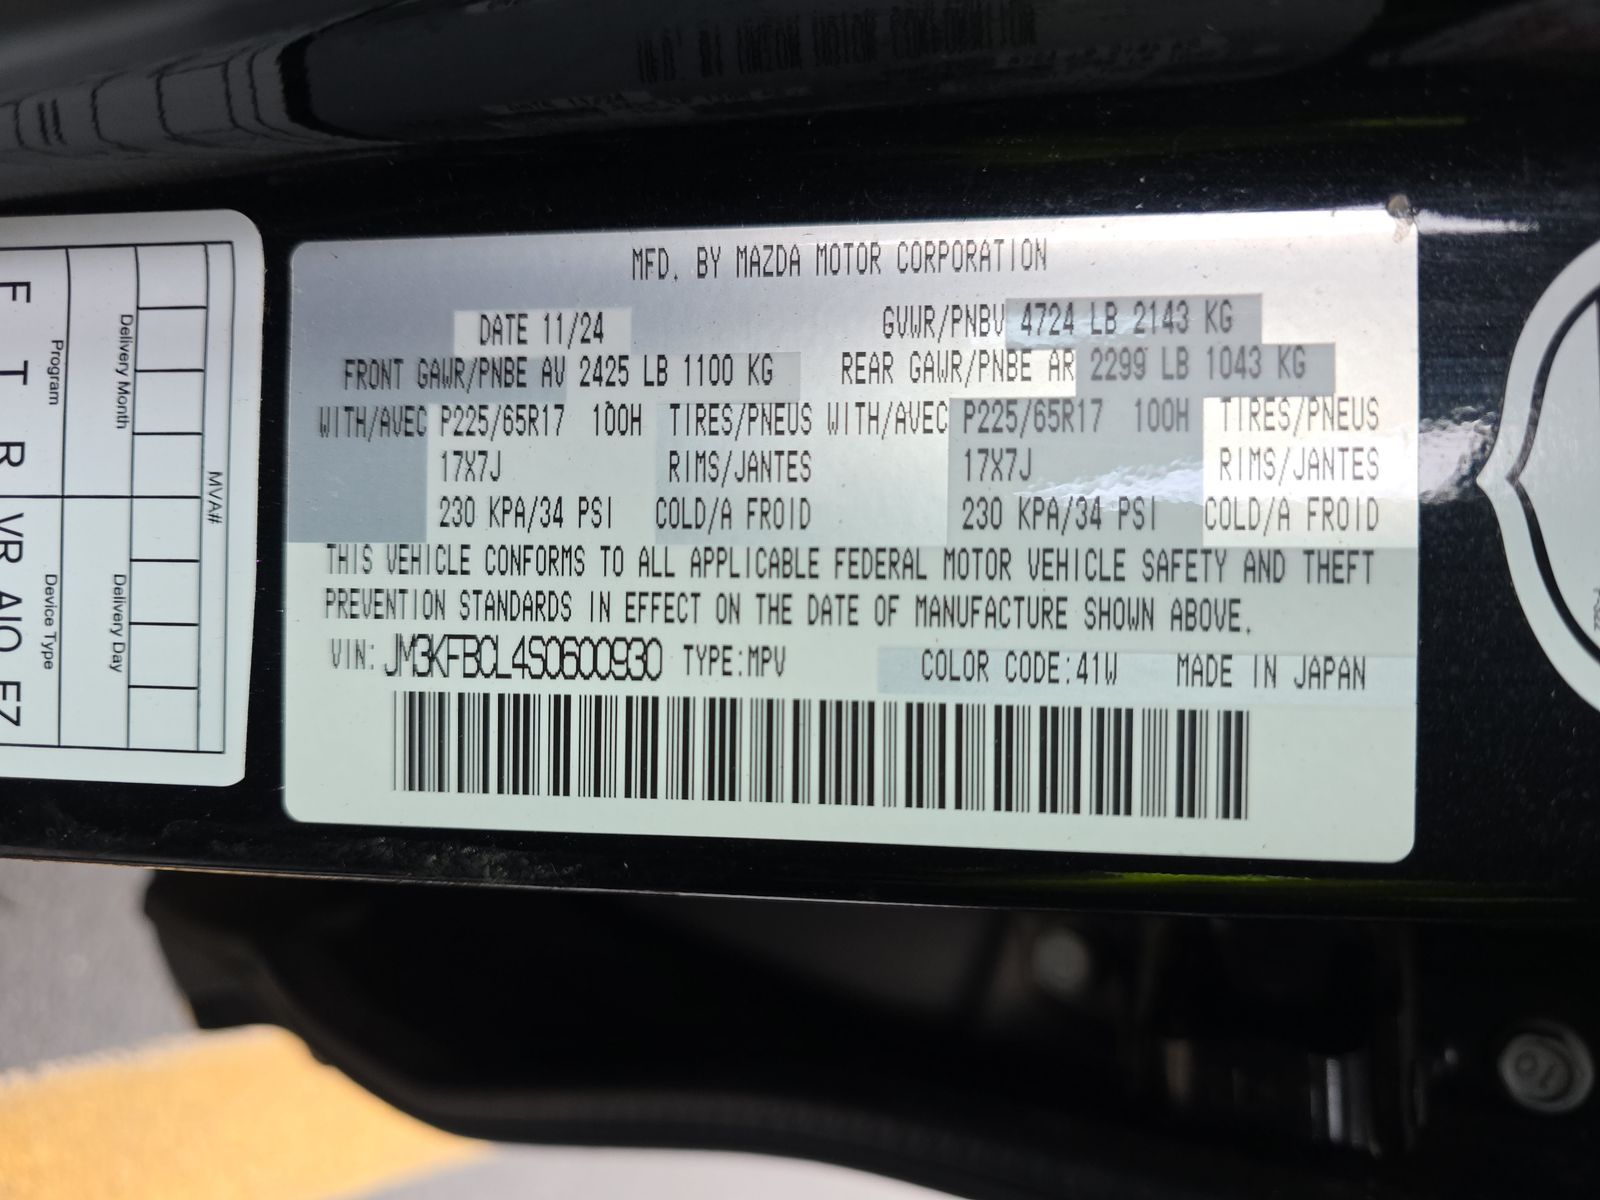 MFD. BY MAZDA MOTOR CORPORATION
DATE 11/24 GVWR/PNBV 4724 LB 2143 KG
FRONT GAWR/PNBE AV 2425 LB 1100 KG REAR GAWR/PNBE AR 2299 LB 1043 KG
WITH/AVEC P225/65R17 100H TIRES/PNEUS WITH/AVEC P225/65R17 100H TIRES/PNEUS
17X7J RIMS/JANTES 17X7J RIMS/JANTES
230 KPA/34 PSI COLD/A FROID 230 KPA/34 PSI COLD/A FROID
THIS VEHICLE CONFORMS TO ALL APPLICABLE FEDERAL MOTOR VEHICLE SAFETY AND THEFT
PREVENTION STANDARDS IN EFFECT ON THE DATE OF MANUFACTURE SHOWN ABOVE.
VIN: JM3KFBCL4S0600930 TYPE:MPV COLOR CODE:41W MADE IN JAPAN
MVA#
Delivery Month
Delivery Day
Program
Device Type
F T R VR AIO E7
10